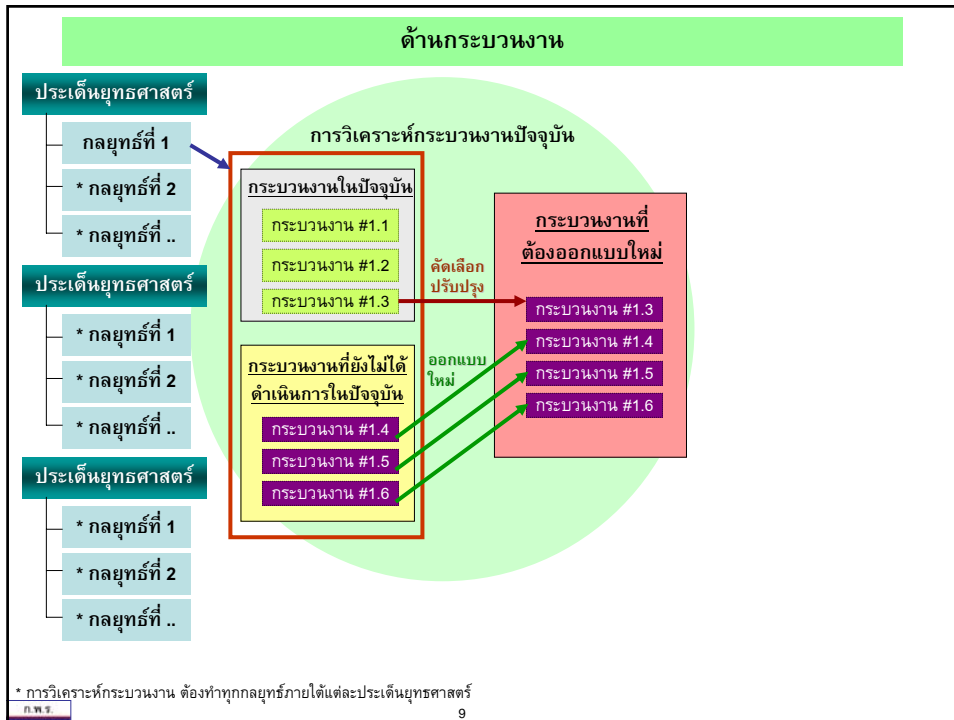 ด้านกระบวนงาน
ประเด็นยุทธศาสตร์
กลยุทธ์ที่ 1
* กลยุทธ์ที่ 2
* กลยุทธ์ที่ ..
ประเด็นยุทธศาสตร์
* กลยุทธ์ที่ 1
* กลยุทธ์ที่ 2
* กลยุทธ์ที่ ..
ประเด็นยุทธศาสตร์
* กลยุทธ์ที่ 1
* กลยุทธ์ที่ 2
* กลยุทธ์ที่ ..
การวิเคราะห์กระบวนงานปัจจุบัน
กระบวนงานในปัจจุบัน
กระบวนงาน #1.1
กระบวนงาน #1.2
กระบวนงาน #1.3
กระบวนงานที่ยังไม่ได้
ดำเนินการในปัจจุบัน
กระบวนงาน #1.4
กระบวนงาน #1.5
กระบวนงาน #1.6
คัดเลือก
ปรับปรุง
ออกแบบ
ใหม่
กระบวนงานที่
ต้องออกแบบใหม่
กระบวนงาน #1.3
กระบวนงาน #1.4
กระบวนงาน #1.5
กระบวนงาน #1.6
* การวิเคราะห์กระบวนงาน ต้องทำทุกกลยุทธ์ภายใต้แต่ละประเด็นยุทธศาสตร์
ก.พ.ร.
9